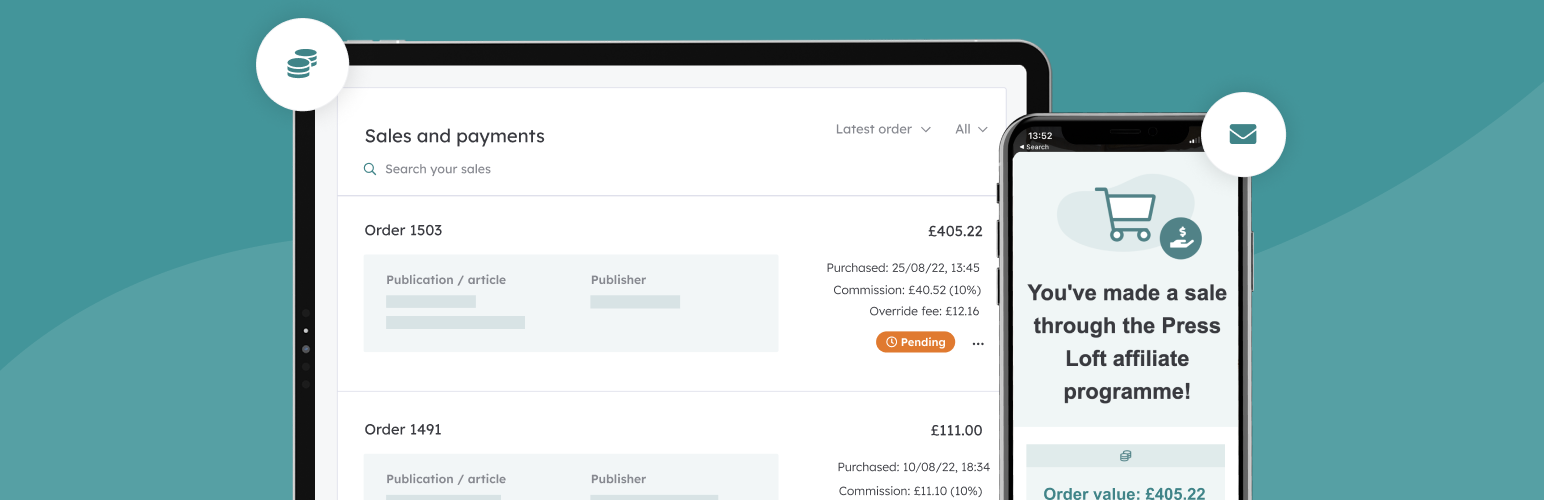 Sales and payments
Latest order
All
Search your sales
Order 1503
£405.22
Publication / article
Publisher
Purchased: 25/08/22, 13:45
Commission: £40.52 (10%)
Override fee: £12.16
Pending
...
Order 1491
£111.00
Publication / article
Publisher
Purchased: 10/08/22, 18:34
Commission: £11.10 (10%)
13:52
Search
$
You've made a sale
through the Press
Loft affiliate
programme!
Order value: £405.22